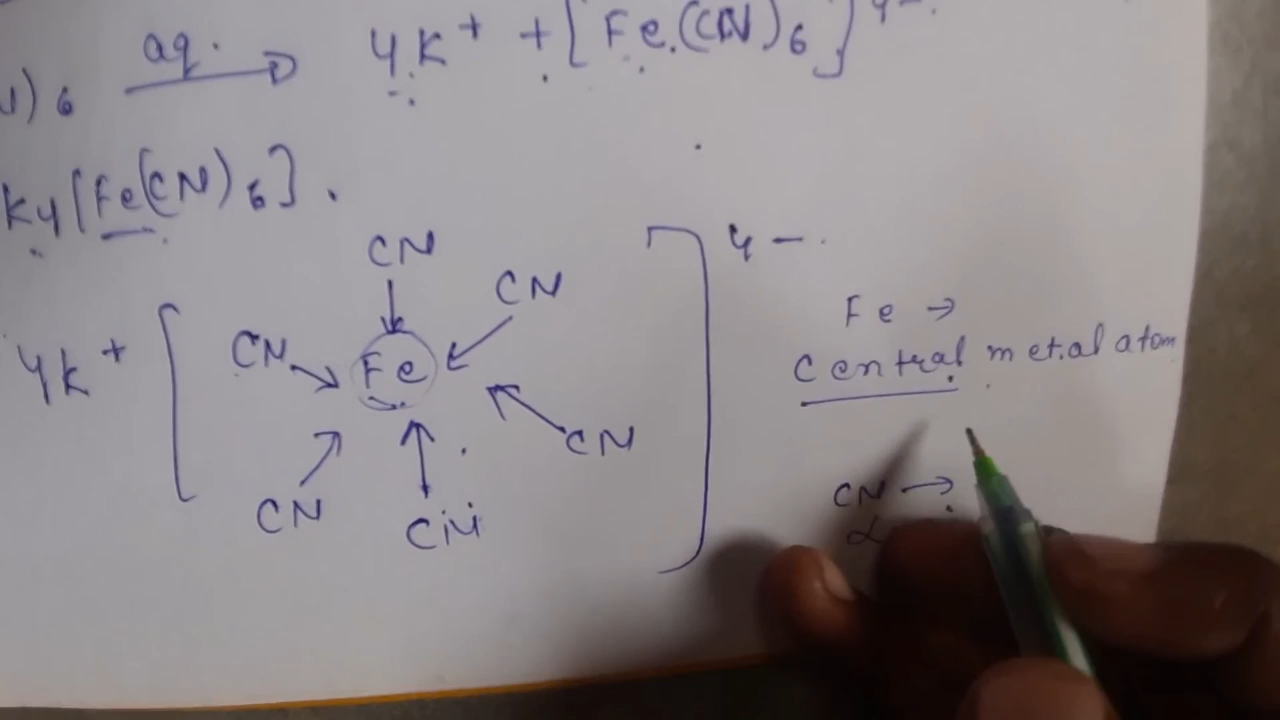 )6 aq. → 4K+ + [Fe(CN)6]4-.
K4[Fe(CN)6].
CN
CN
4K+ [ CN Fe ]4-.
CN
CN
CN
Fe →
Central metal atom
CN →